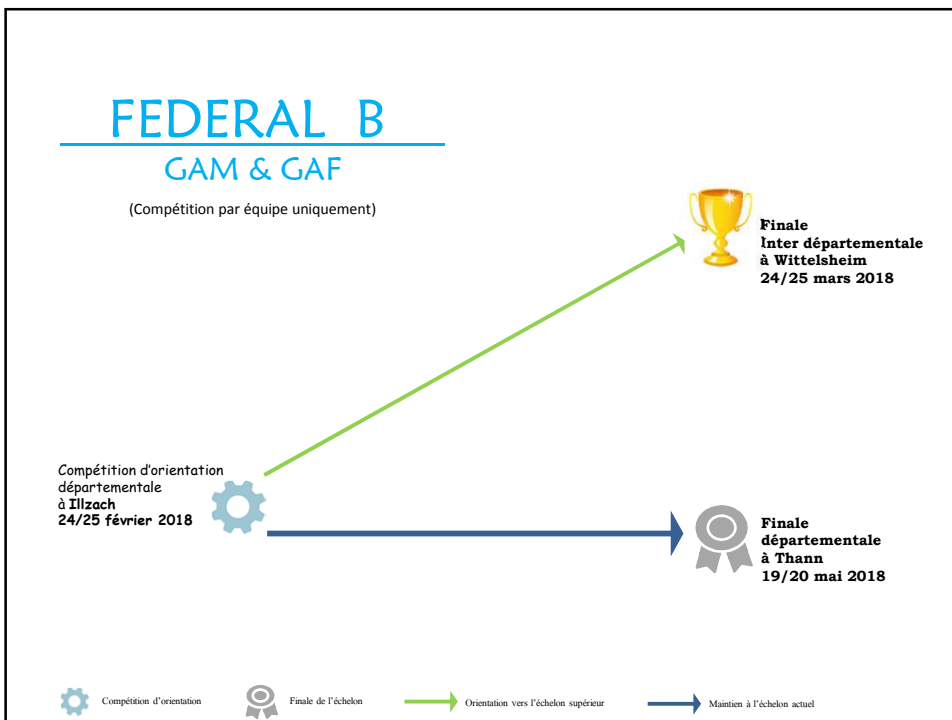 FEDERAL B
GAM & GAF
(Compétition par équipe uniquement)
Finale
Inter départementale
à Wittelsheim
24/25 mars 2018
Compétition d'orientation
départementale
à Illzach
24/25 février 2018
Finale
départementale
à Thann
19/20 mai 2018
Compétition d'orientation
Finale de l'échelon
Orientation vers l'échelon supérieur
Maintien à l'échelon actuel